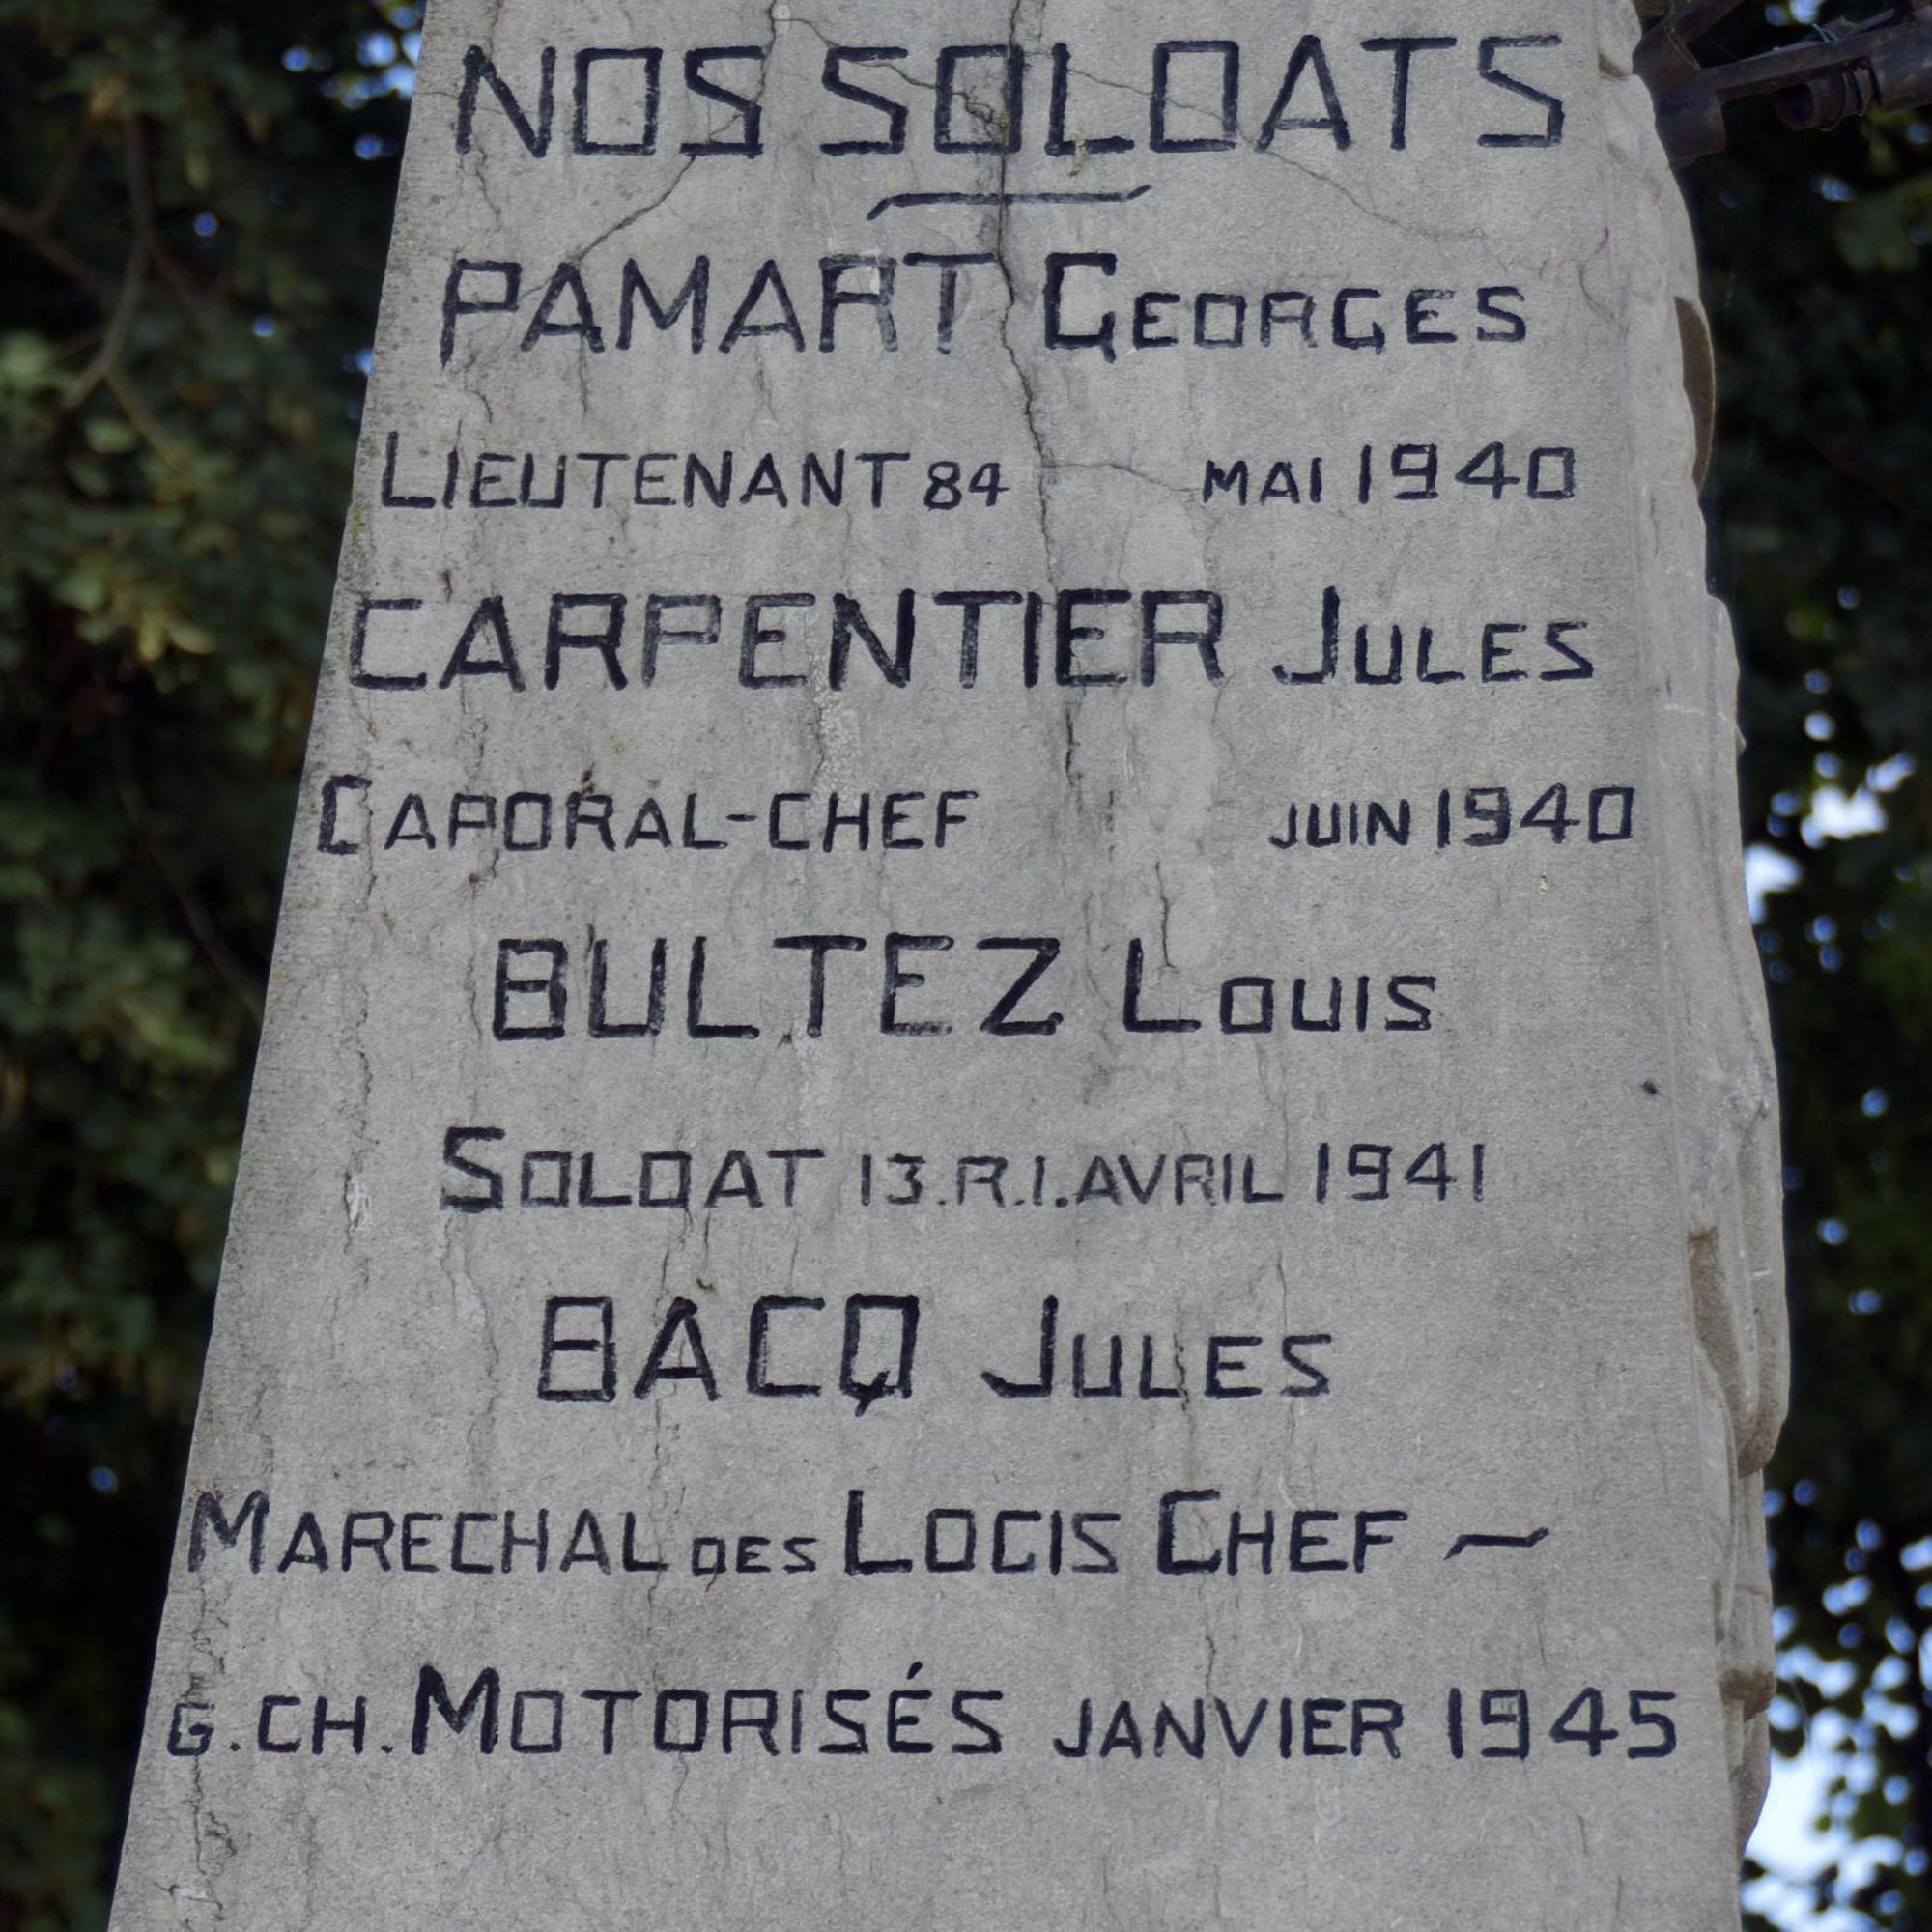 NOS SOLDATS
PAMART GEORGES
LIEUTENANT 84 MAI 1940
CARPENTIER JULES
CAPORAL-CHEF JUIN 1940
BULTEZ LOUIS
SOLDAT 13.R.I. AVRIL 1941
BACQ JULES
MARECHAL DES LOGIS CHEF ~
G.CH. MOTORISÉS JANVIER 1945